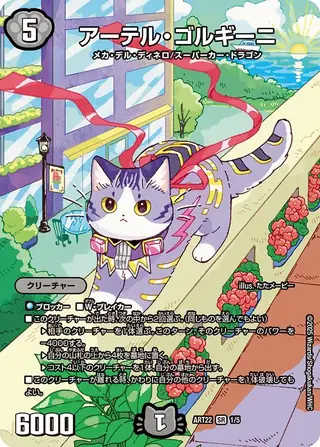 5
アーテル・ゴルギーニ
メカ・デル・ディネロ/スーパーカー・ドラゴン
クリーチャー
illus. たたメーピー
ブロッカー ■W・ブレイカー
■このクリーチャーが出た時、次の中から2回選ぶ。(同じものを選んでもよい)
▶相手のクリーチャーを1体選ぶ。このターン、そのクリーチャーのパワーを
-4000する。
▶自分の山札の上から4枚を墓地に置く。
▶コスト4以下のクリーチャーを1体、自分の墓地から出す。
■このクリーチャーが離れる時、かわりに自分の他のクリーチャーを1体破壊しても
よい。
6000
1
ART22 SR 1/5